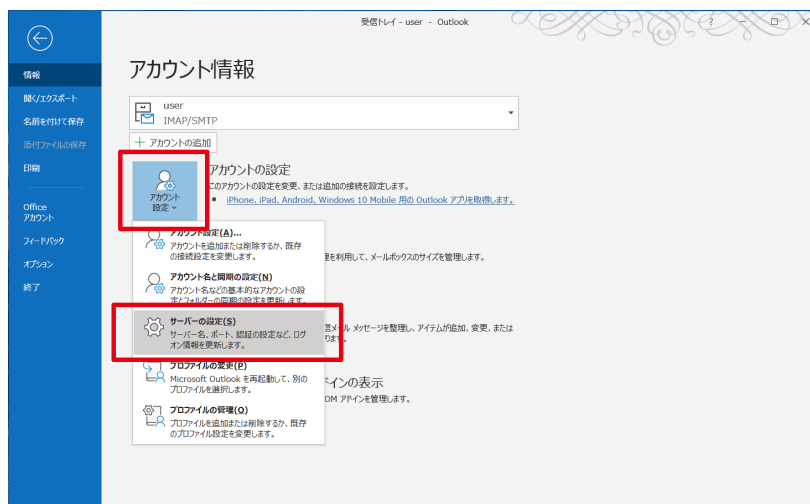 受信トレイ - user - Outlook
?
アカウント情報
情報
開く/エクスポート
名前を付けて保存
添付ファイルの保存
印刷
Office
アカウント
フィードバック
オプション
終了
user
IMAP/SMTP
アカウントの追加
アカウント
設定
アカウントの設定
このアカウントの設定を変更、または追加の接続を設定します。
iPhone、iPad、Android、Windows 10 Mobile 用の Outlook アプリを取得します。
アカウント設定(A)...
アカウントを追加または削除するか、既存
の接続設定を変更します。
理を利用して、メールボックスのサイズを管理します。
アカウント名と同期の設定(N)
アカウント名などの基本的なアカウントの設
定とフォルダーの同期の設定を更新します。
サーバーの設定(S)
サーバー名、ポート、認証の設定など、ログ
オン情報を更新します。
メール メッセージを整理し、アイテムが追加、変更、または
ります。
プロファイルの変更(P)
Microsoft Outlook を再起動して、別の
プロファイルを選択します。
ドインの表示
OM アドインを管理します。
プロファイルの管理(O)
プロファイルを追加または削除するか、既存
のプロファイル設定を変更します。